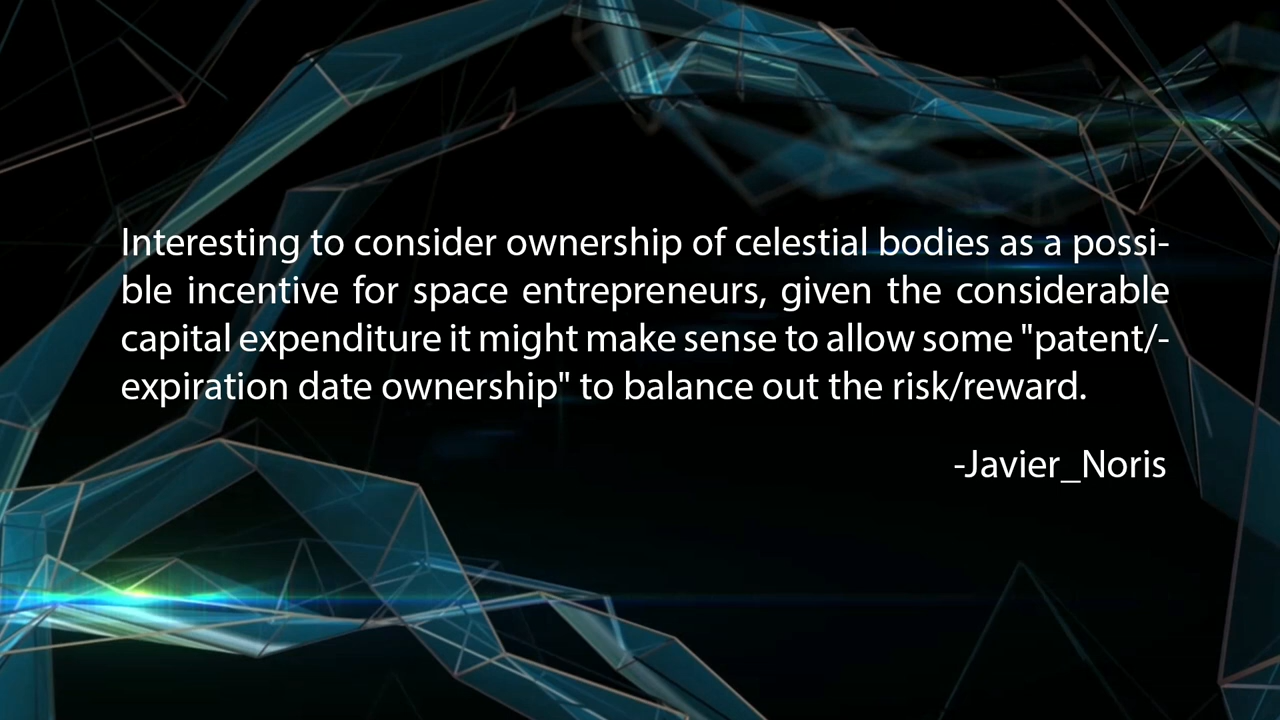 Interesting to consider ownership of celestial bodies as a possi-
ble incentive for space entrepreneurs, given the considerable
capital expenditure it might make sense to allow some "patent/-
expiration date ownership" to balance out the risk/reward.
-Javier_Noris